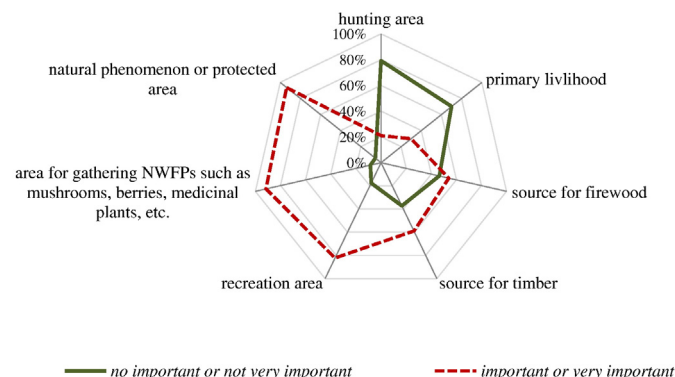 hunting area
100%
80%
60%
40%
20%
0%
primary livlihood
source for firewood
source for timber
recreation area
area for gathering NWFPs such as
mushrooms, berries, medicinal
plants, etc.
natural phenomenon or protected
area
no important or not very important
important or very important